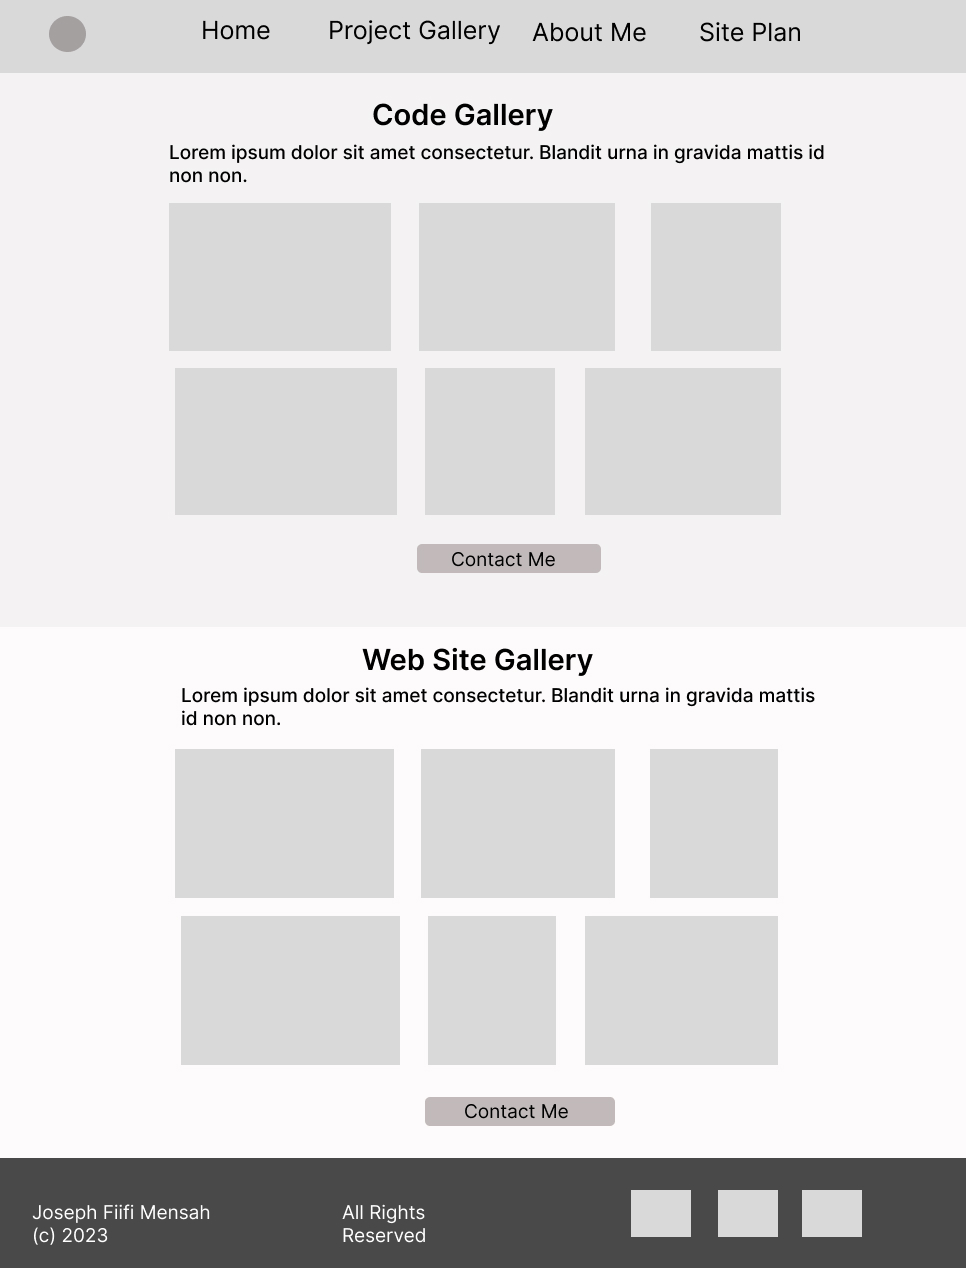 Home Project Gallery About Me Site Plan
Code Gallery
Lorem ipsum dolor sit amet consectetur. Blandit urna in gravida mattis id
non non.
Contact Me
Web Site Gallery
Lorem ipsum dolor sit amet consectetur. Blandit urna in gravida mattis
id non non.
Contact Me
Joseph Fiifi Mensah
(c) 2023
All Rights
Reserved